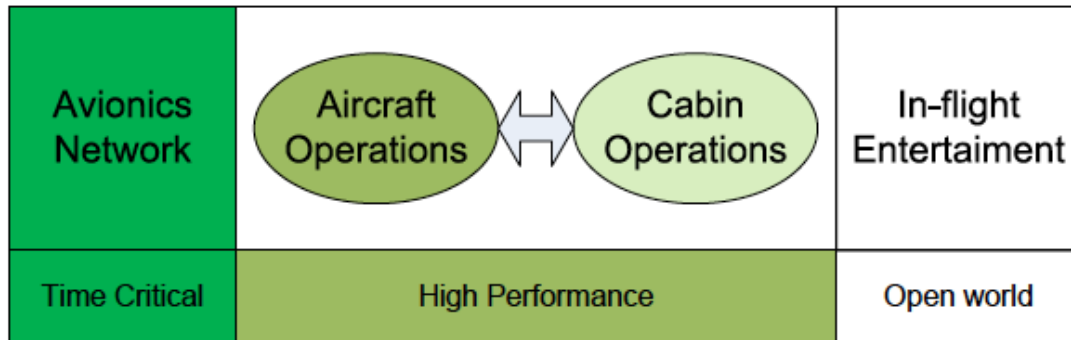 Avionics
Network
Aircraft
Operations
Cabin
Operations
In-flight
Entertaiment
Time Critical
High Performance
Open world